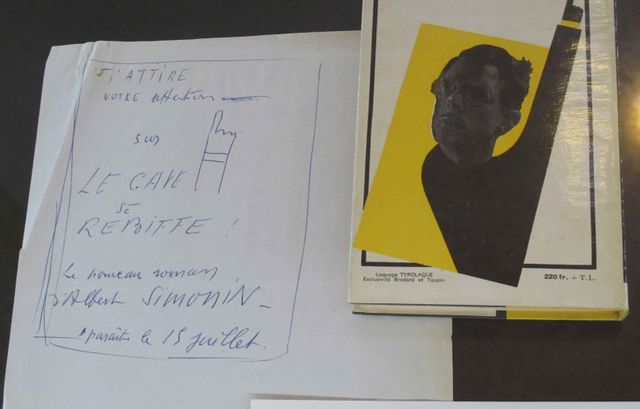 J'ATTIRE
VOTRE attention
sur
LE CAVE
SE
REBIFFE !
Le nouveau roman
d'Albert SIMONIN
à paraître le 15 juillet.
Laquage TYPOLAQUE
Exclusivité Brodard et Taupin
220 fr. + T. L.